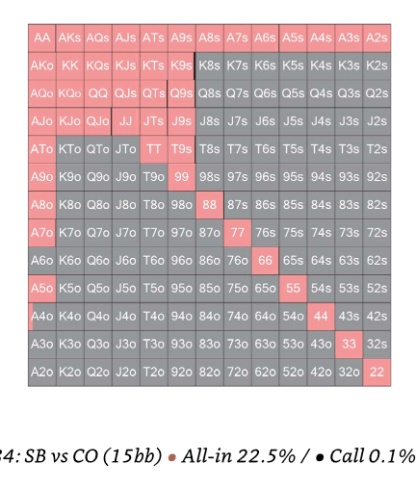 AA AKs AQs AJs ATs A9s A8s A7s A6s A5s A4s A3s A2s
AKo KK KQs KJs KTs K9s K8s K7s K6s K5s K4s K3s K2s
AQo KQo QQ QJs QTs Q9s Q8s Q7s Q6s Q5s Q4s Q3s Q2s
AJo KJo QJo JJ JTs J9s J8s J7s J6s J5s J4s J3s J2s
ATo KTo QTo JTo TT T9s T8s T7s T6s T5s T4s T3s T2s
A9o K9o Q9o J9o T9o 99 98s 97s 96s 95s 94s 93s 92s
A8o K8o Q8o J8o T8o 98o 88 87s 86s 85s 84s 83s 82s
A7o K7o Q7o J7o T7o 97o 87o 77 76s 75s 74s 73s 72s
A6o K6o Q6o J6o T6o 96o 86o 76o 66 65s 64s 63s 62s
A5o K5o Q5o J5o T5o 95o 85o 75o 65o 55 54s 53s 52s
A4o K4o Q4o J4o T4o 94o 84o 74o 64o 54o 44 43s 42s
A3o K3o Q3o J3o T3o 93o 83o 73o 63o 53o 43o 33 32s
A2o K2o Q2o J2o T2o 92o 82o 72o 62o 52o 42o 32o 22
34: SB vs CO (15bb) • All-in 22.5% / • Call 0.1%